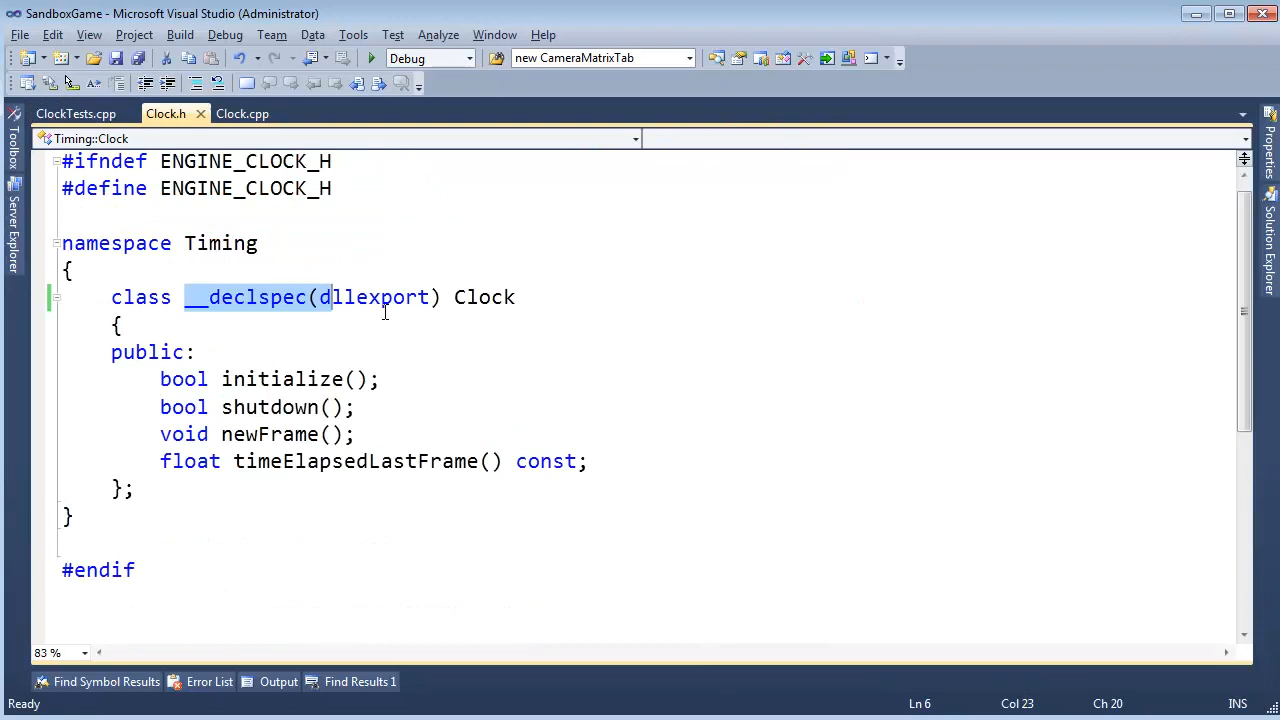 SandboxGame - Microsoft Visual Studio (Administrator)
File Edit View Project Build Debug Team Data Tools Test Analyze Window Help
Debug new CameraMatrixTab
ClockTests.cpp Clock.h Clock.cpp
Timing::Clock
#ifndef ENGINE_CLOCK_H
#define ENGINE_CLOCK_H
namespace Timing
{
class __declspec(dllexport) Clock
{
public:
bool initialize();
bool shutdown();
void newFrame();
float timeElapsedLastFrame() const;
};
}
#endif
Toolbox
Server Explorer
Properties
Solution Explorer
83 %
Find Symbol Results Error List Output Find Results 1
Ready Ln 6 Col 23 Ch 20 INS